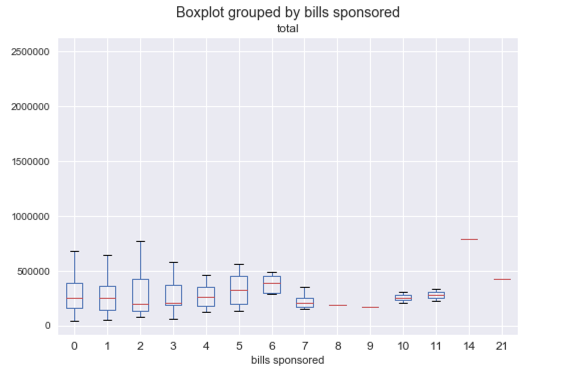 Boxplot grouped by bills sponsored
total
2500000
2000000
1500000
1000000
500000
0
0 1 2 3 4 5 6 7 8 9 10 11 14 21
bills sponsored